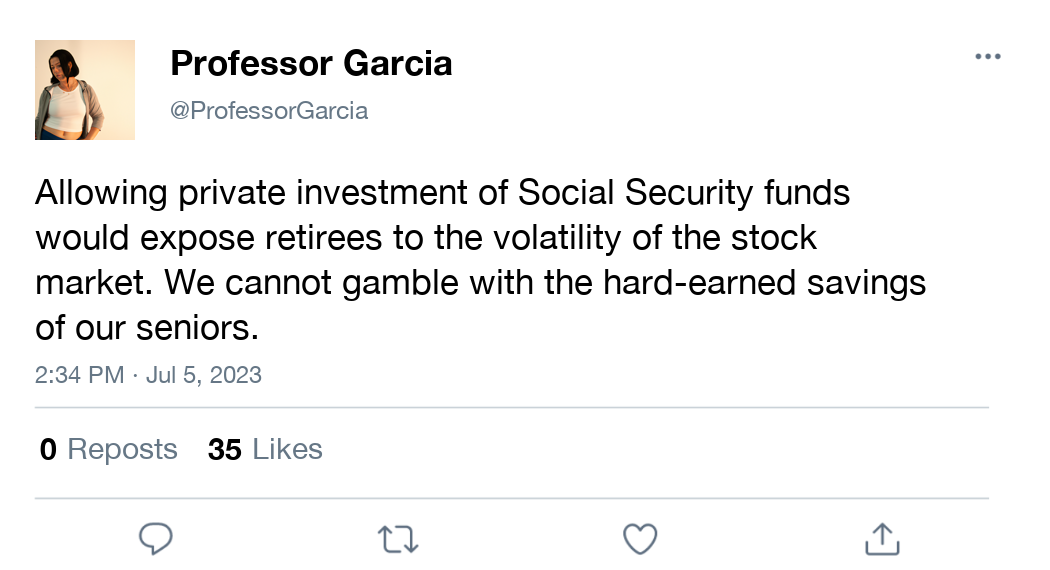 Professor Garcia
@ProfessorGarcia
Allowing private investment of Social Security funds
would expose retirees to the volatility of the stock
market. We cannot gamble with the hard-earned savings
of our seniors.
2:34 PM · Jul 5, 2023
0 Reposts 35 Likes